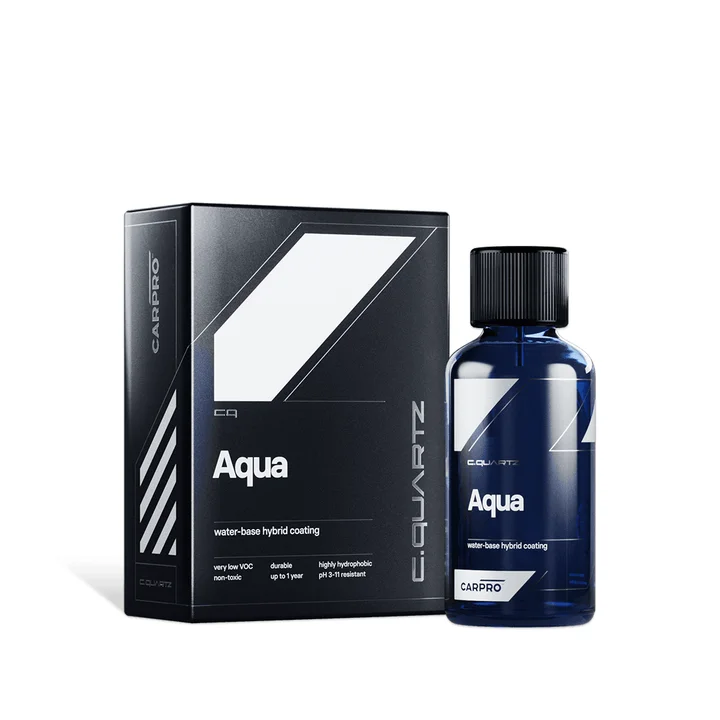 CARPRO
C.QUARTZ
CQ
Aqua
water-base hybrid coating
very low VOC
non-toxic
durable
up to 1 year
highly hydrophobic
pH 3-11 resistant
C.QUARTZ
C.QUARTZ
Aqua
water-base hybrid coating
CARPRO